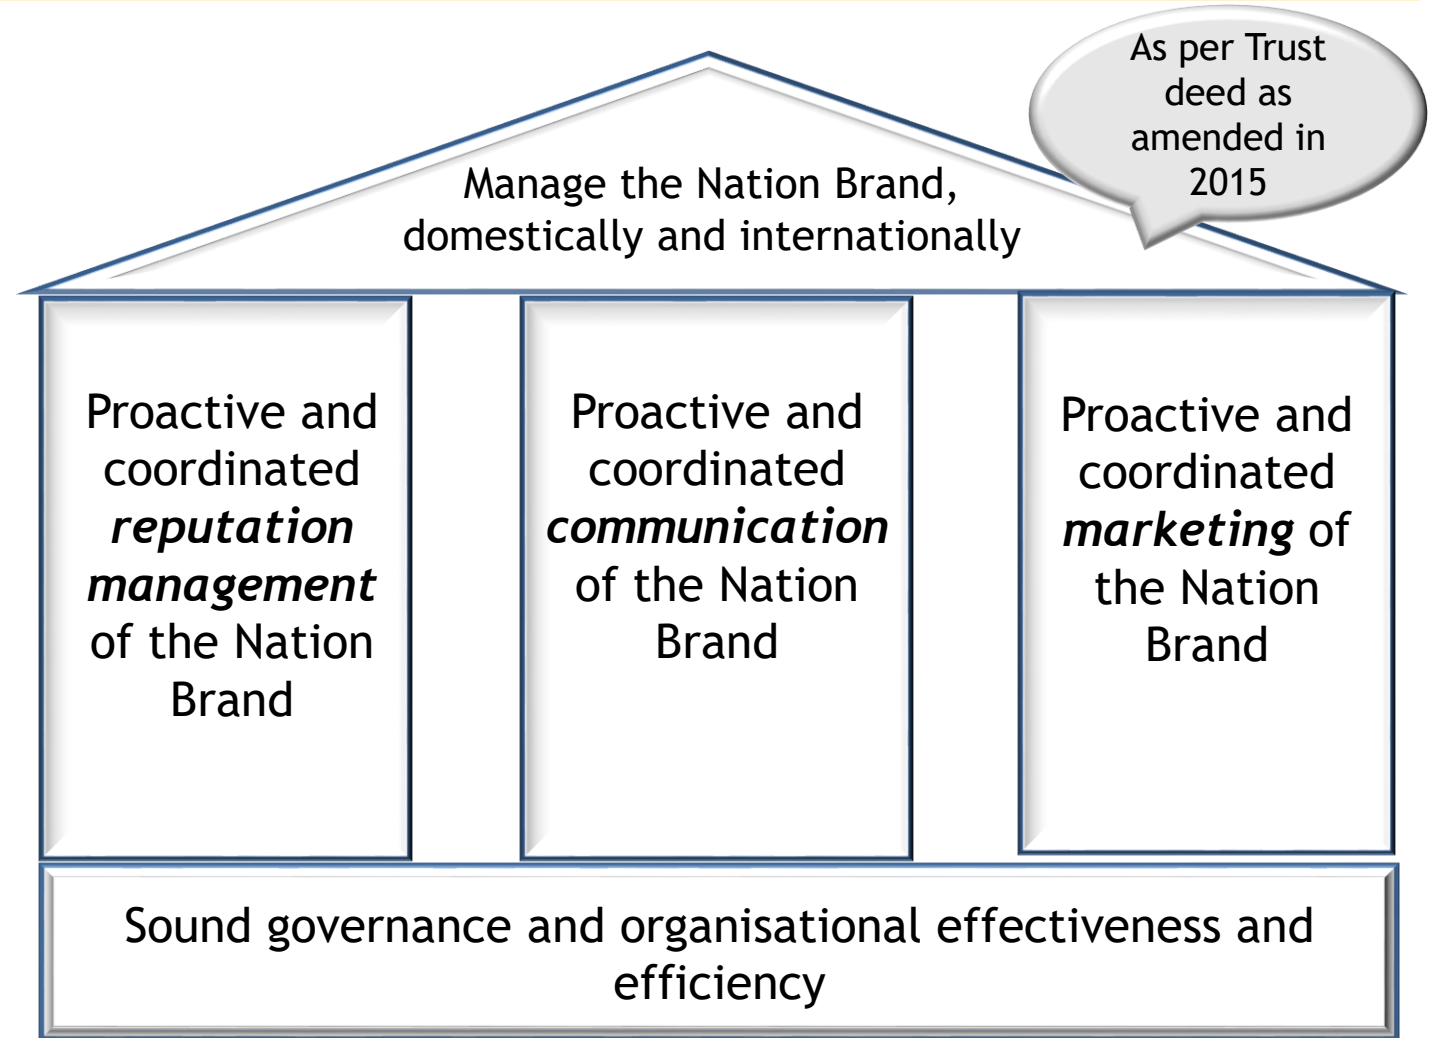 As per Trust
deed as
amended in
2015
Manage the Nation Brand,
domestically and internationally
Proactive and
coordinated
reputation
management
of the Nation
Brand
Proactive and
coordinated
communication
of the Nation
Brand
Proactive and
coordinated
marketing of
the Nation
Brand
Sound governance and organisational effectiveness and
efficiency